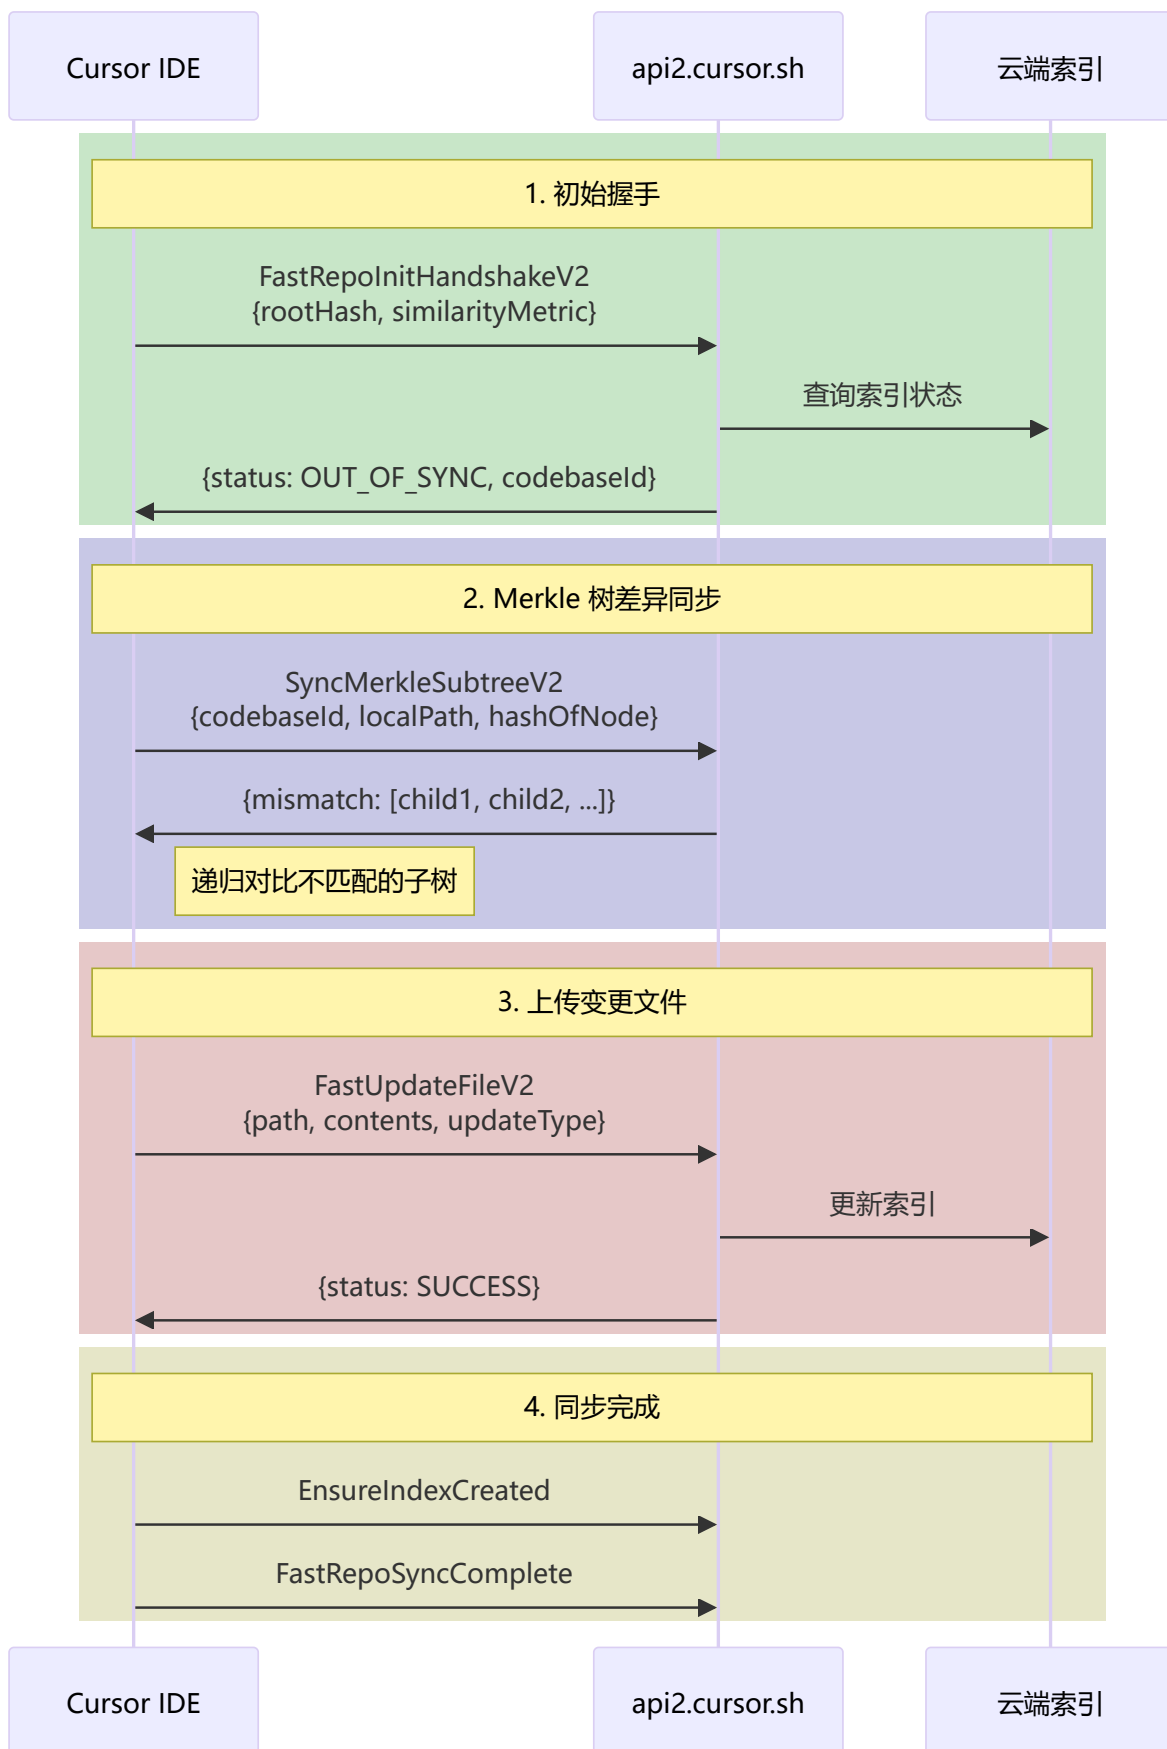 Cursor IDE
api2.cursor.sh
云端索引
1. 初始握手
FastRepoInitHandshakeV2
{rootHash, similarityMetric}
查询索引状态
{status: OUT_OF_SYNC, codebaseId}
2. Merkle 树差异同步
SyncMerkleSubtreeV2
{codebaseId, localPath, hashOfNode}
{mismatch: [child1, child2, ...]}
递归对比不匹配的子树
3. 上传变更文件
FastUpdateFileV2
{path, contents, updateType}
更新索引
{status: SUCCESS}
4. 同步完成
EnsureIndexCreated
FastRepoSyncComplete
Cursor IDE
api2.cursor.sh
云端索引